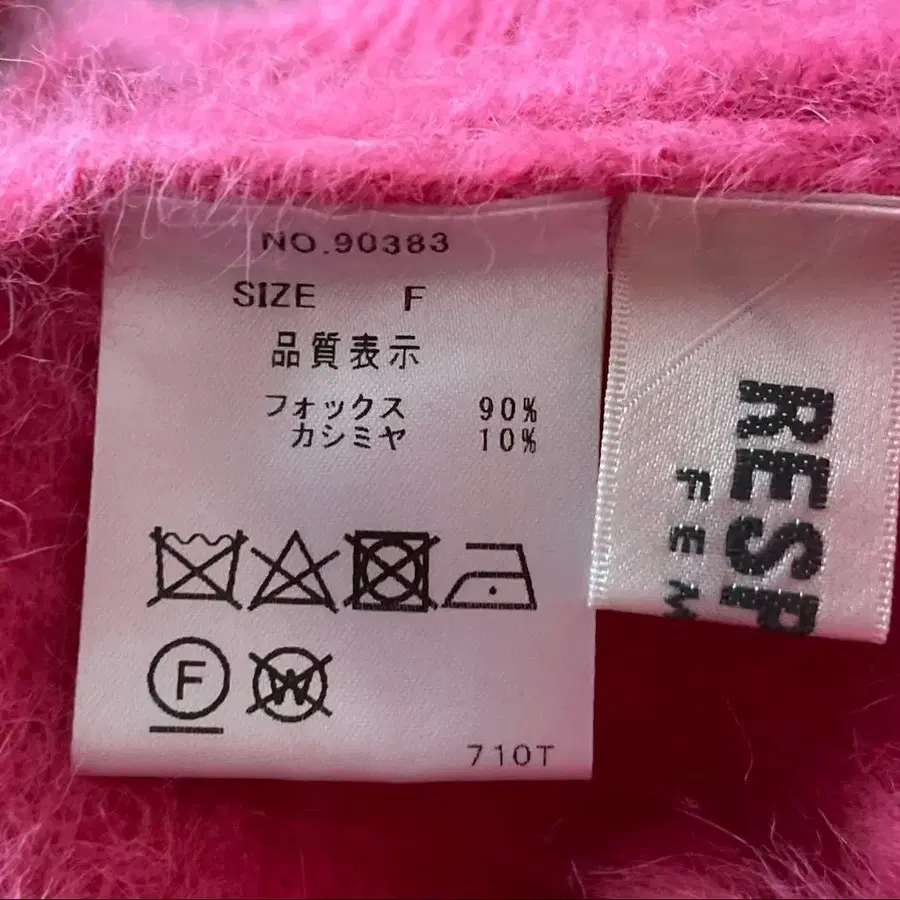 NO.90383
SIZE F
品質表示
フォックス 90%
カシミヤ 10%
F
W
710T
RESP
FEM